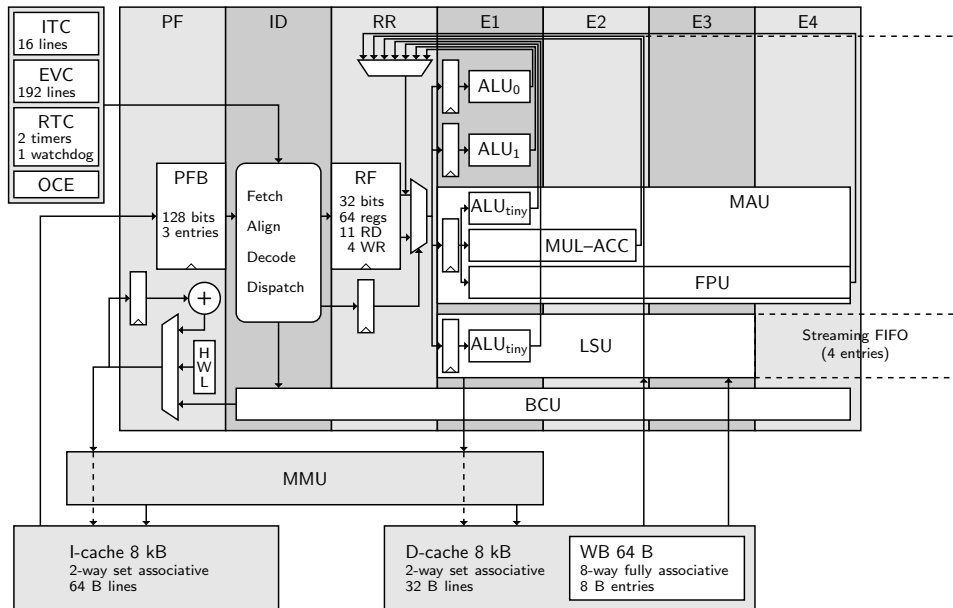 PF
ID
RR
E1
E2
E3
E4
ITC
16 lines
EVC
192 lines
RTC
2 timers
1 watchdog
OCE
PFB
128 bits
3 entries
Fetch
Align
Decode
Dispatch
RF
32 bits
64 regs
11 RD
4 WR
ALU0
ALU1
ALUtiny
MAU
MUL–ACC
FPU
ALUtiny
LSU
Streaming FIFO
(4 entries)
H
W
L
BCU
MMU
I-cache 8 kB
2-way set associative
64 B lines
D-cache 8 kB
2-way set associative
32 B lines
WB 64 B
8-way fully associative
8 B entries